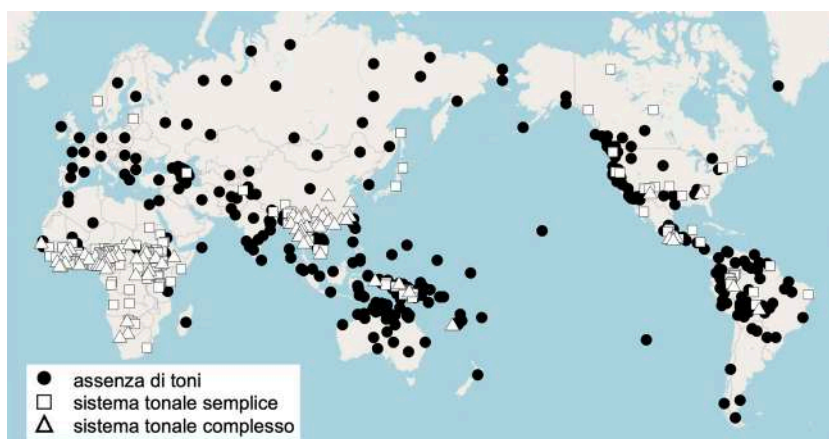 assenza di toni
sistema tonale semplice
sistema tonale complesso